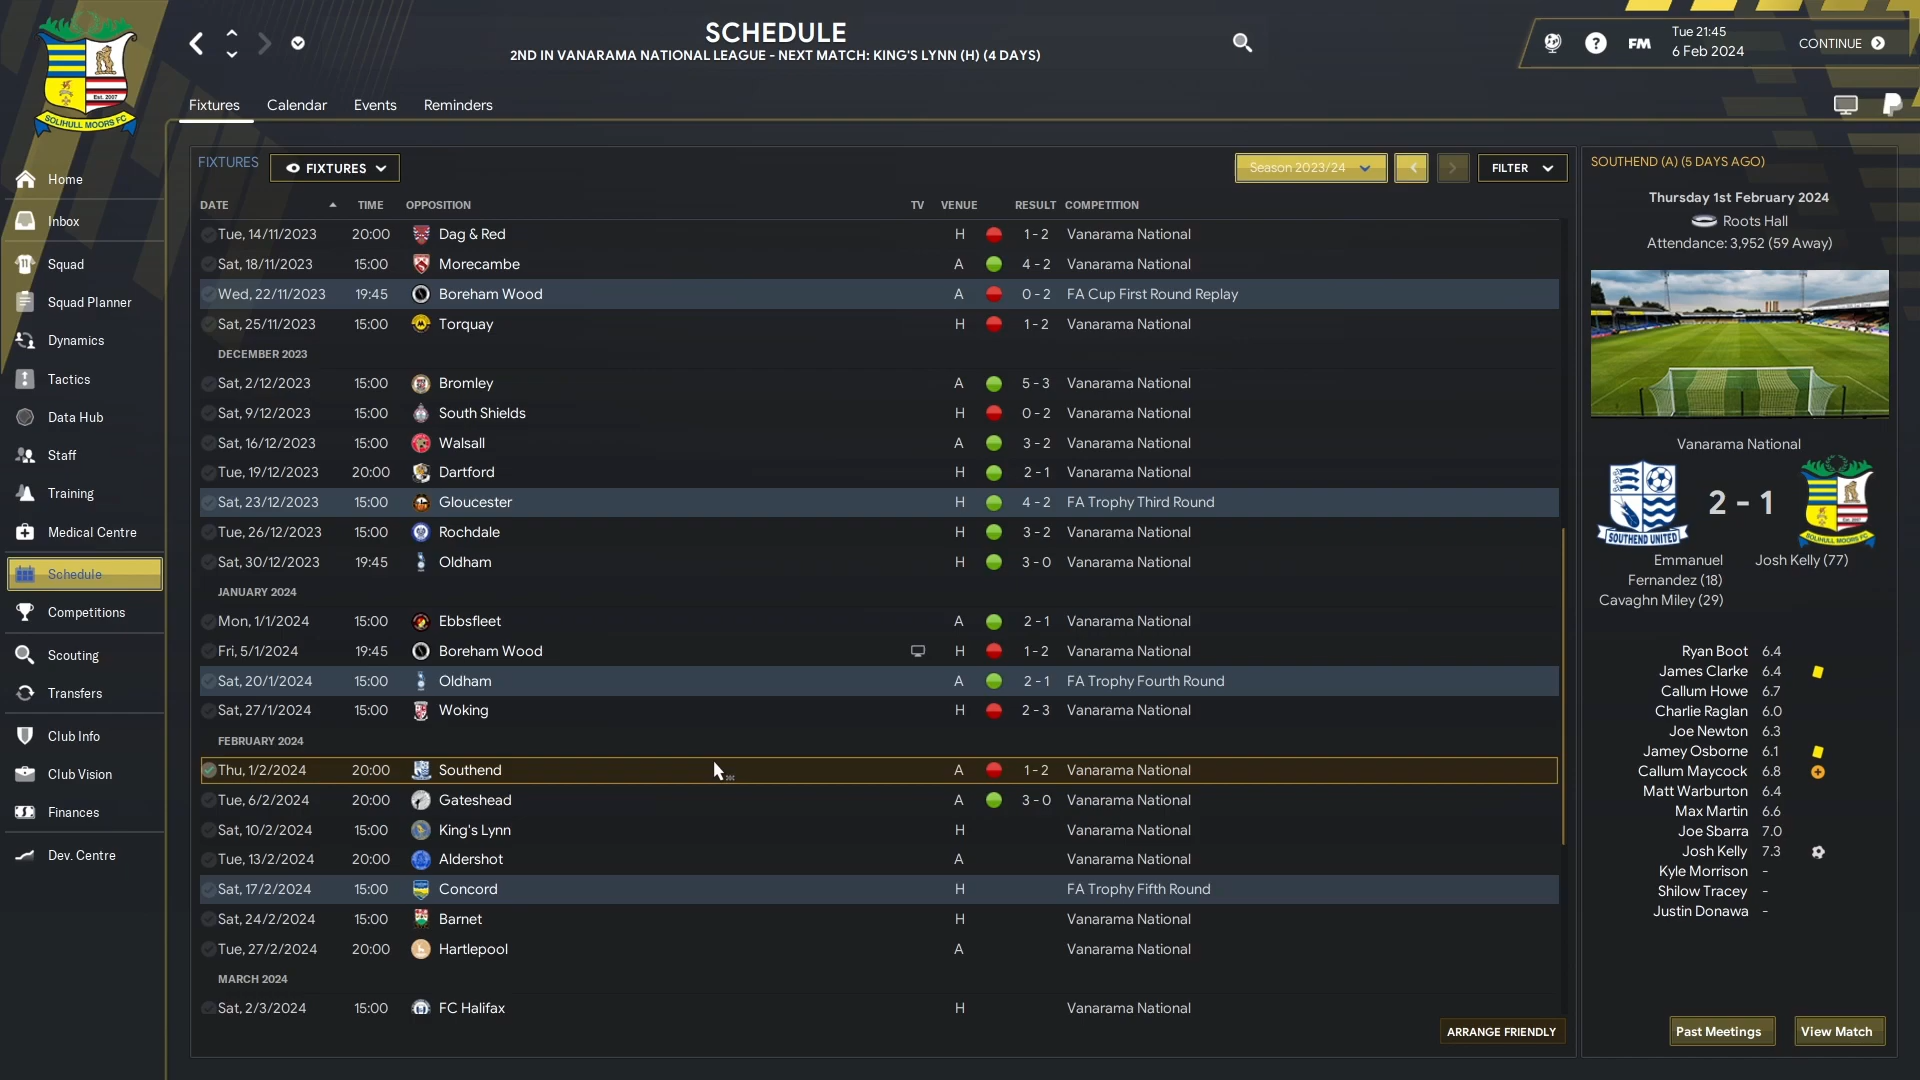 SCHEDULE
2ND IN VANARAMA NATIONAL LEAGUE - NEXT MATCH: KING'S LYNN (H) (4 DAYS)
FM
Tue 21:45
6 Feb 2024
CONTINUE
Est. 2007
SOLIHULL MOORS FC
Fixtures Calendar Events Reminders
Home
Inbox
Squad
Squad Planner
Dynamics
Tactics
Data Hub
Staff
Training
Medical Centre
Schedule
Competitions
Scouting
Transfers
Club Info
Club Vision
Finances
Dev. Centre
FIXTURES FIXTURES Season 2023/24 FILTER
DATE TIME OPPOSITION TV VENUE RESULT COMPETITION
Tue, 14/11/2023 20:00 Dag & Red H 1 - 2 Vanarama National
Sat, 18/11/2023 15:00 Morecambe A 4 - 2 Vanarama National
Wed, 22/11/2023 19:45 Boreham Wood A 0 - 2 FA Cup First Round Replay
Sat, 25/11/2023 15:00 Torquay H 1 - 2 Vanarama National
DECEMBER 2023
Sat, 2/12/2023 15:00 Bromley A 5 - 3 Vanarama National
Sat, 9/12/2023 15:00 South Shields H 0 - 2 Vanarama National
Sat, 16/12/2023 15:00 Walsall A 3 - 2 Vanarama National
Tue, 19/12/2023 20:00 Dartford H 2 - 1 Vanarama National
Sat, 23/12/2023 15:00 Gloucester H 4 - 2 FA Trophy Third Round
Tue, 26/12/2023 15:00 Rochdale H 3 - 2 Vanarama National
Sat, 30/12/2023 19:45 Oldham H 3 - 0 Vanarama National
JANUARY 2024
Mon, 1/1/2024 15:00 Ebbsfleet A 2 - 1 Vanarama National
Fri, 5/1/2024 19:45 Boreham Wood H 1 - 2 Vanarama National
Sat, 20/1/2024 15:00 Oldham A 2 - 1 FA Trophy Fourth Round
Sat, 27/1/2024 15:00 Woking H 2 - 3 Vanarama National
FEBRUARY 2024
Thu, 1/2/2024 20:00 Southend A 1 - 2 Vanarama National
Tue, 6/2/2024 20:00 Gateshead A 3 - 0 Vanarama National
Sat, 10/2/2024 15:00 King's Lynn H Vanarama National
Tue, 13/2/2024 20:00 Aldershot A Vanarama National
Sat, 17/2/2024 15:00 Concord H FA Trophy Fifth Round
Sat, 24/2/2024 15:00 Barnet H Vanarama National
Tue, 27/2/2024 20:00 Hartlepool A Vanarama National
MARCH 2024
Sat, 2/3/2024 15:00 FC Halifax H Vanarama National
ARRANGE FRIENDLY
SOUTHEND (A) (5 DAYS AGO)
Thursday 1st February 2024
Roots Hall
Attendance: 3,952 (59 Away)
Vanarama National
2 - 1
SOUTHEND UNITED
SOLIHULL MOORS FC
Emmanuel Josh Kelly (77)
Fernandez (18)
Cavaghn Miley (29)
Ryan Boot 6.4
James Clarke 6.4
Callum Howe 6.7
Charlie Raglan 6.0
Joe Newton 6.3
Jamey Osborne 6.1
Callum Maycock 6.8
Matt Warburton 6.4
Max Martin 6.6
Joe Sbarra 7.0
Josh Kelly 7.3
Kyle Morrison -
Shilow Tracey -
Justin Donawa -
Past Meetings View Match